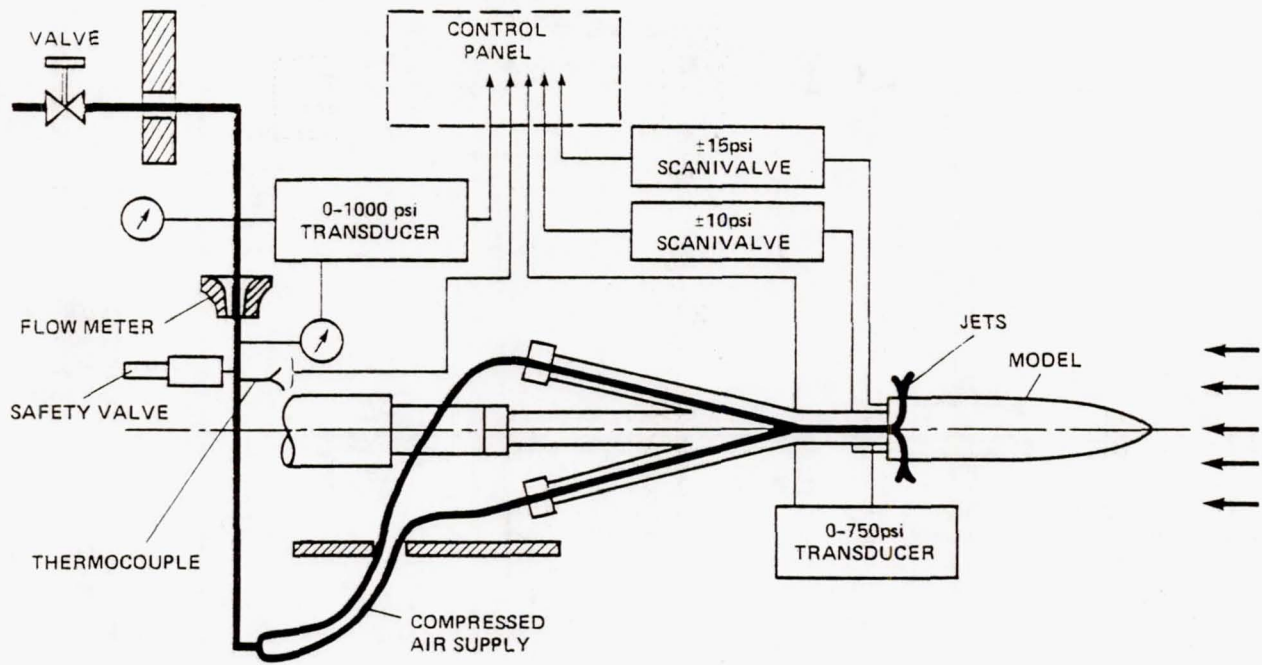 VALVE
CONTROL
PANEL
±15psi
SCANIVALVE
±10psi
SCANIVALVE
0-1000 psi
TRANSDUCER
FLOW METER
SAFETY VALVE
THERMOCOUPLE
JETS
MODEL
0-750psi
TRANSDUCER
COMPRESSED
AIR SUPPLY